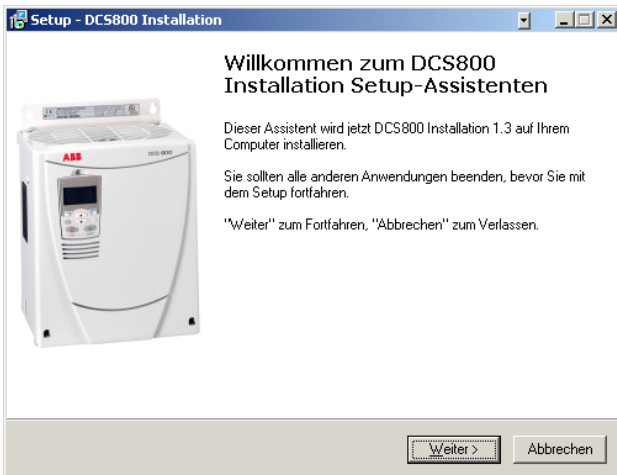 Setup - DCS800 Installation
Willkommen zum DCS800
Installation Setup-Assistenten
Dieser Assistent wird jetzt DCS800 Installation 1.3 auf Ihrem
Computer installieren.
Sie sollten alle anderen Anwendungen beenden, bevor Sie mit
dem Setup fortfahren.
"Weiter" zum Fortfahren, "Abbrechen" zum Verlassen.
ABB
DCS 800
Weiter >
Abbrechen